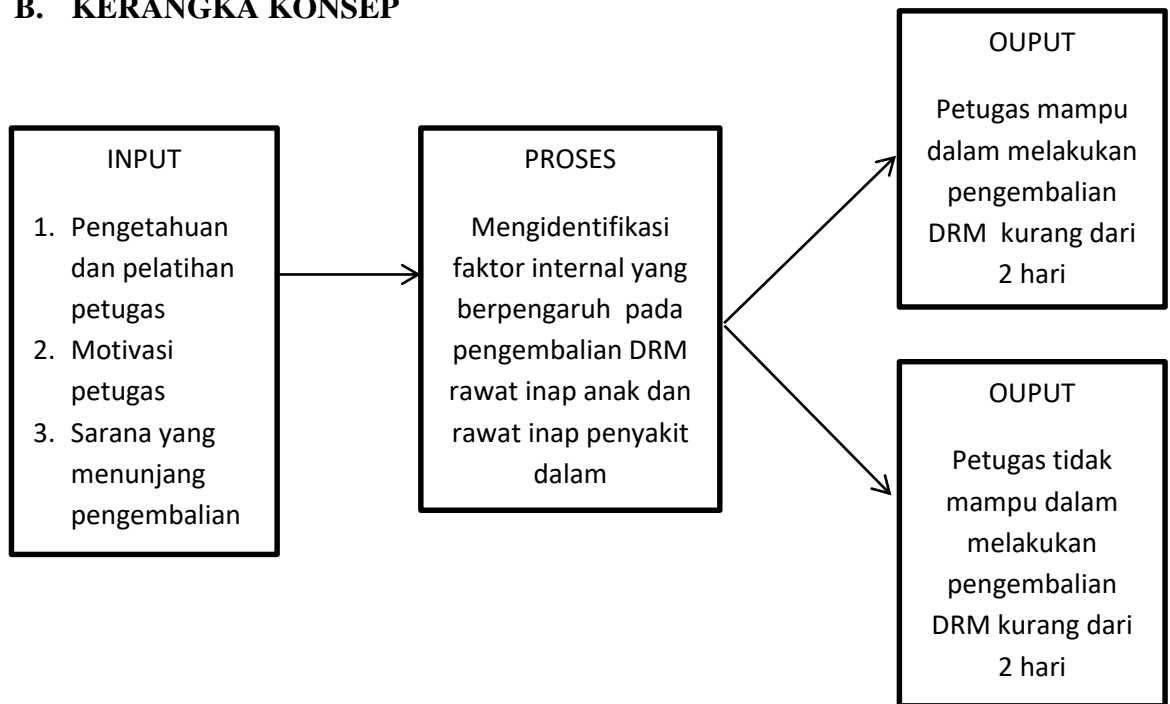 B. KERANGKA KONSEP
INPUT
1. Pengetahuan
dan pelatihan
petugas
2. Motivasi
petugas
3. Sarana yang
menunjang
pengembalian
PROSES
Mengidentifikasi
faktor internal yang
berpengaruh pada
pengembalian DRM
rawat inap anak dan
rawat inap penyakit
dalam
OUPUT
Petugas mampu
dalam melakukan
pengembalian
DRM kurang dari
2 hari
OUPUT
Petugas tidak
mampu dalam
melakukan
pengembalian
DRM kurang dari
2 hari